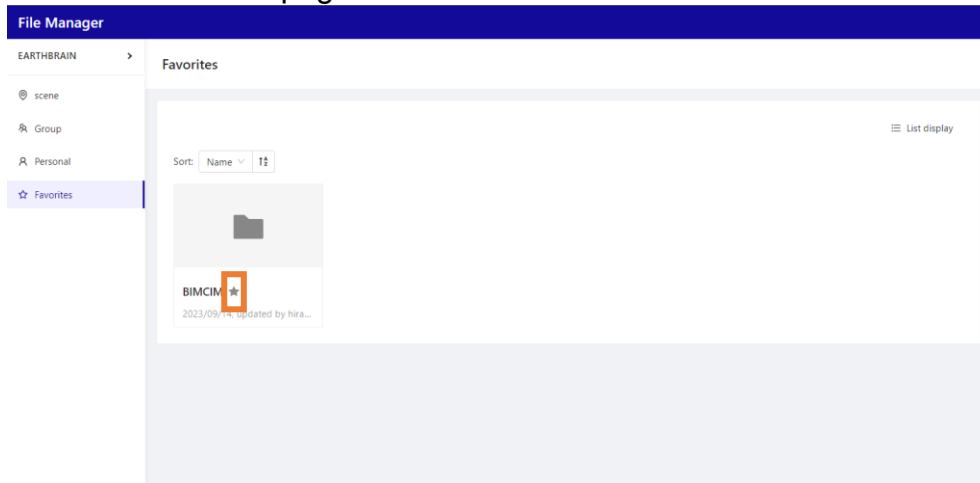 File Manager
EARTHBRAIN
Favorites
scene
Group
List display
Personal
Sort: Name
Favorites
BIMCIM
2023/09/14, updated by hira...